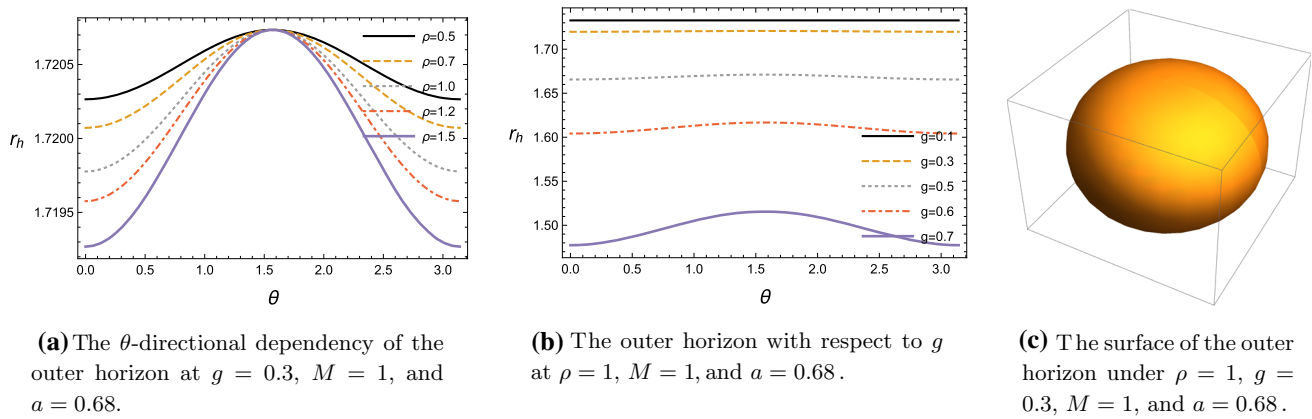 ρ=0.5
ρ=0.7
ρ=1.0
ρ=1.2
ρ=1.5
1.7205
1.7200
1.7195
r_h
0.0 0.5 1.0 1.5 2.0 2.5 3.0
θ
g=0.1
g=0.3
g=0.5
g=0.6
g=0.7
1.70
1.65
1.60
1.55
1.50
r_h
0.0 0.5 1.0 1.5 2.0 2.5 3.0
θ
(a) The θ-directional dependency of the
outer horizon at g = 0.3, M = 1, and
a = 0.68.
(b) The outer horizon with respect to g
at ρ = 1, M = 1, and a = 0.68.
(c) The surface of the outer
horizon under ρ = 1, g =
0.3, M = 1, and a = 0.68.